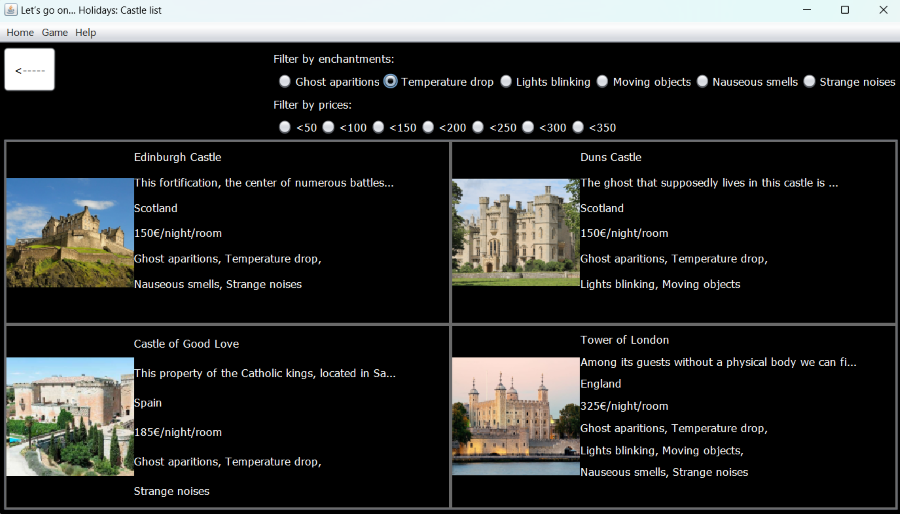 Let's go on... Holidays: Castle list
Home Game Help
<-----
Filter by enchantments:
Ghost aparitions Temperature drop Lights blinking Moving objects Nauseous smells Strange noises
Filter by prices:
<50 <100 <150 <200 <250 <300 <350
Edinburgh Castle
This fortification, the center of numerous battles...
Scotland
150€/night/room
Ghost aparitions, Temperature drop,
Nauseous smells, Strange noises
Duns Castle
The ghost that supposedly lives in this castle is ...
Scotland
150€/night/room
Ghost aparitions, Temperature drop,
Lights blinking, Moving objects
Castle of Good Love
This property of the Catholic kings, located in Sa...
Spain
185€/night/room
Ghost aparitions, Temperature drop,
Strange noises
Tower of London
Among its guests without a physical body we can fi...
England
325€/night/room
Ghost aparitions, Temperature drop,
Lights blinking, Moving objects,
Nauseous smells, Strange noises